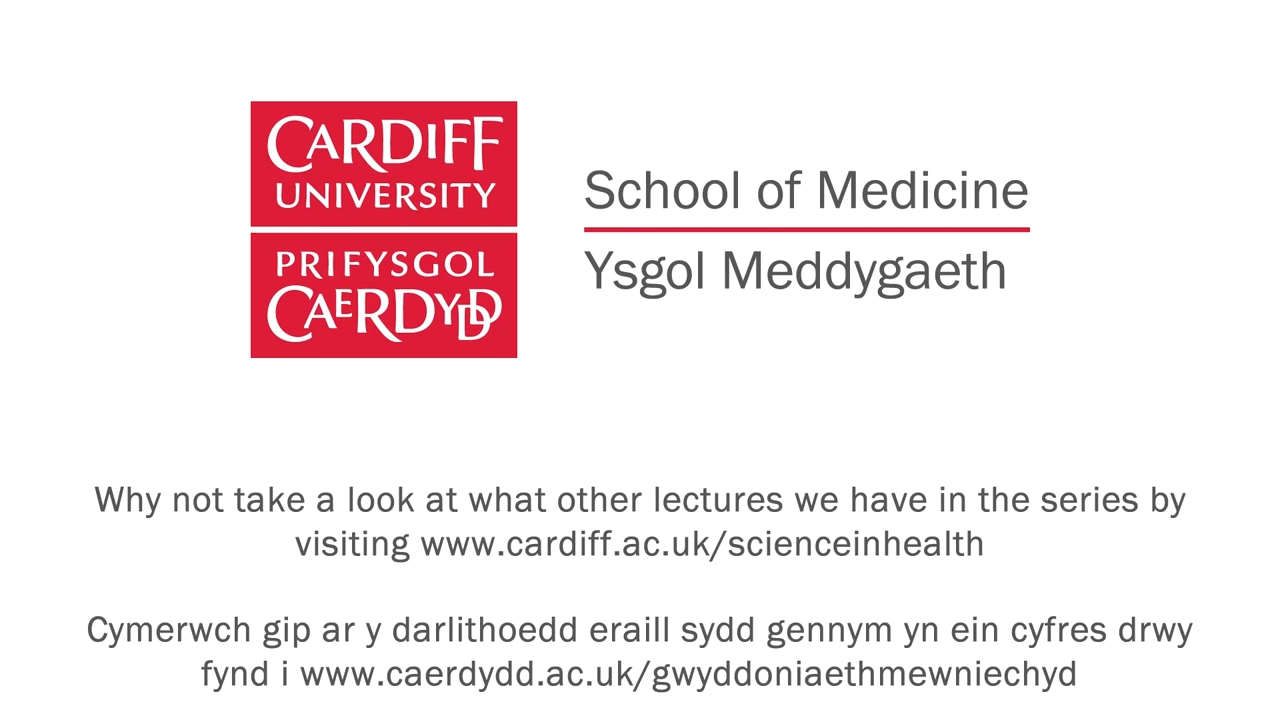 CARDIFF
UNIVERSITY
PRIFYSGOL
CAERDYDD
School of Medicine
Ysgol Meddygaeth
Why not take a look at what other lectures we have in the series by
visiting www.cardiff.ac.uk/scienceinhealth
Cymerwch gip ar y darlithoedd eraill sydd gennym yn ein cyfres drwy
fynd i www.caerdydd.ac.uk/gwyddoniaethmewniechyd